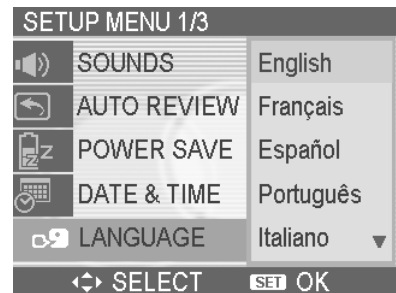 SETUP MENU 1/3
SOUNDS
AUTO REVIEW
POWER SAVE
DATE & TIME
LANGUAGE
English
Français
Español
Português
Italiano
SELECT SET OK